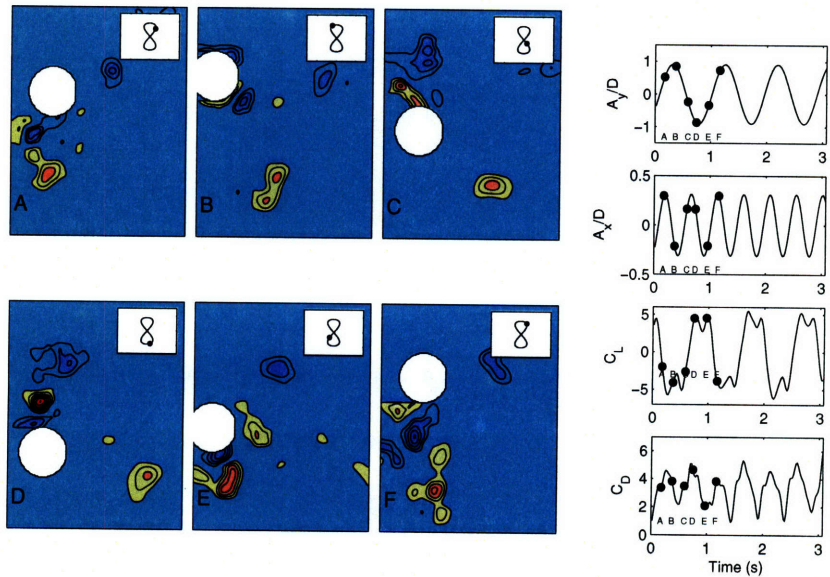 A
B
C
D
E
F
A_y/D
1
0
-1
A B C D E F
0 1 2 3
A_x/D
0.5
0
-0.5
A B C D E F
0 1 2 3
C_L
5
0
-5
A B C D E F
0 1 2 3
C_D
6
4
2
0
A B C D E F
0 1 2 3
Time (s)